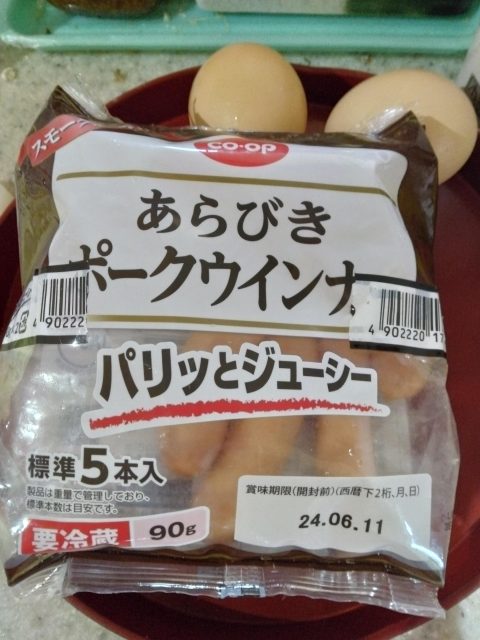 スモーク
co·op
あらびき
ポークウインナー
4 902220
4 902220 17
パリッとジューシー
標準5本入
製品は重量で管理しており、
標準本数は目安です。
賞味期限(開封前)(西暦下2桁、月、日)
24.06.11
要冷蔵 90g